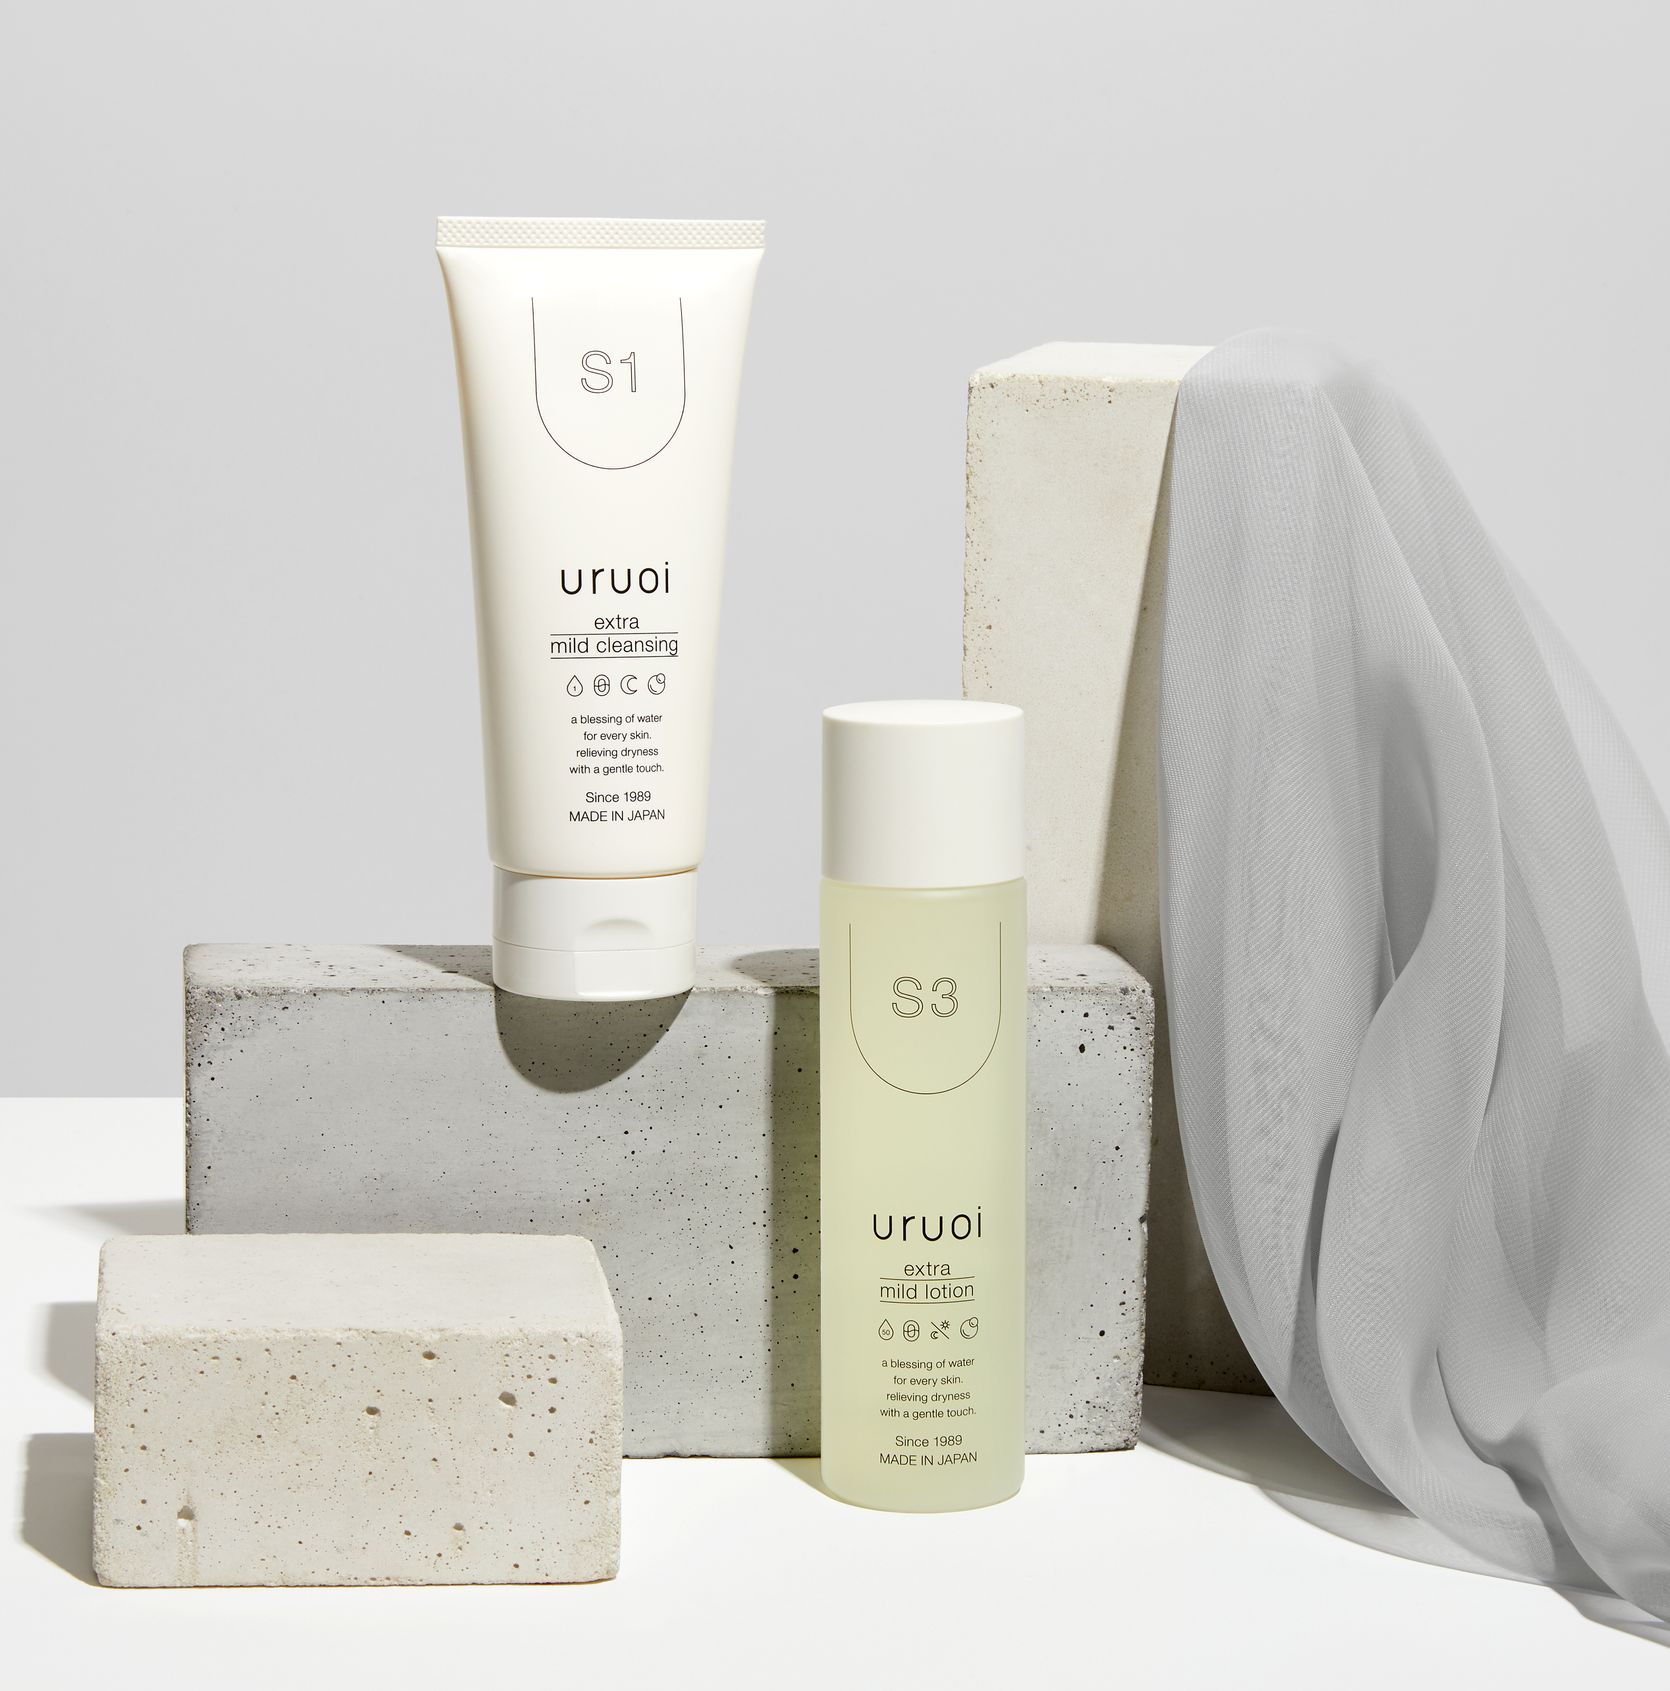 S1
uruoi
extra
mild cleansing
1
a blessing of water
for every skin.
relieving dryness
with a gentle touch.
Since 1989
MADE IN JAPAN
S3
uruoi
extra
mild lotion
50
a blessing of water
for every skin.
relieving dryness
with a gentle touch.
Since 1989
MADE IN JAPAN